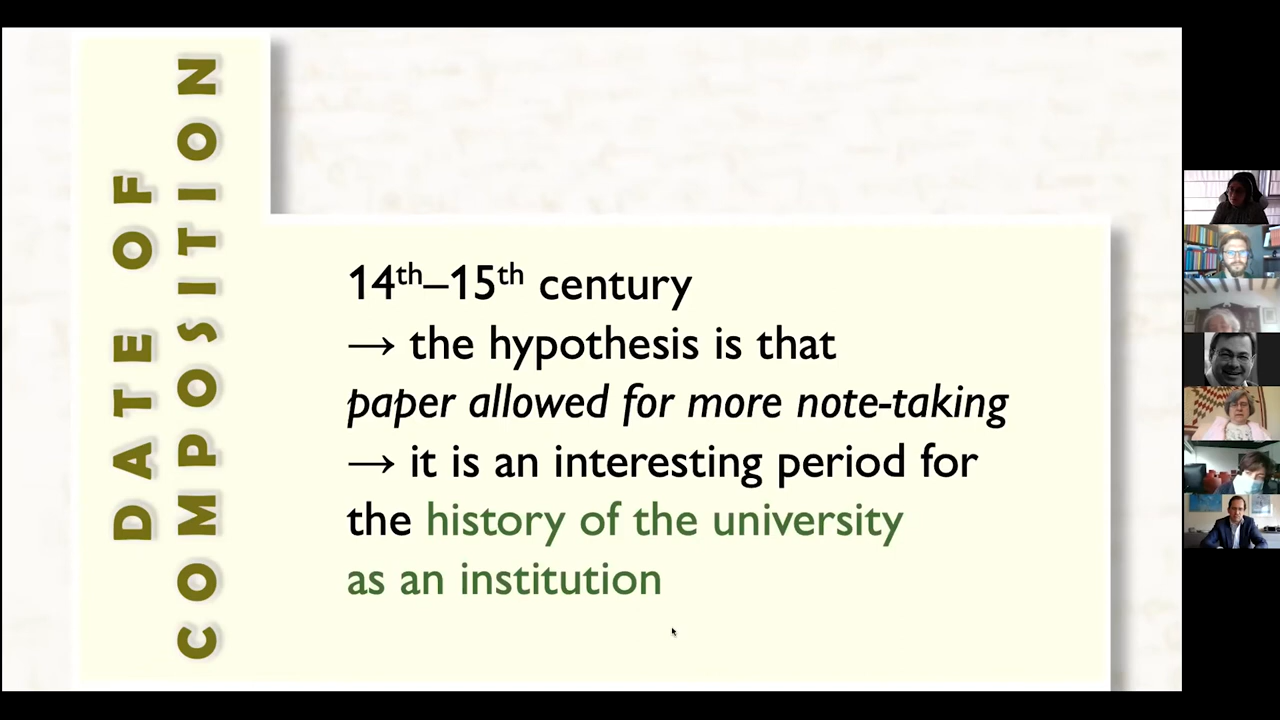 DATE OF
COMPOSITION
14th–15th century
→ the hypothesis is that
paper allowed for more note-taking
→ it is an interesting period for
the history of the university
as an institution